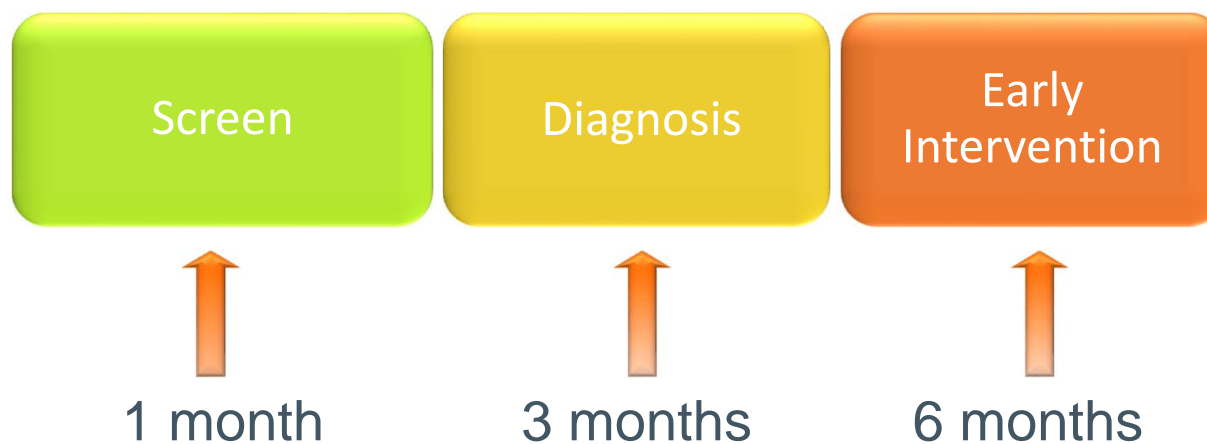 Screen
Diagnosis
Early
Intervention
1 month
3 months
6 months